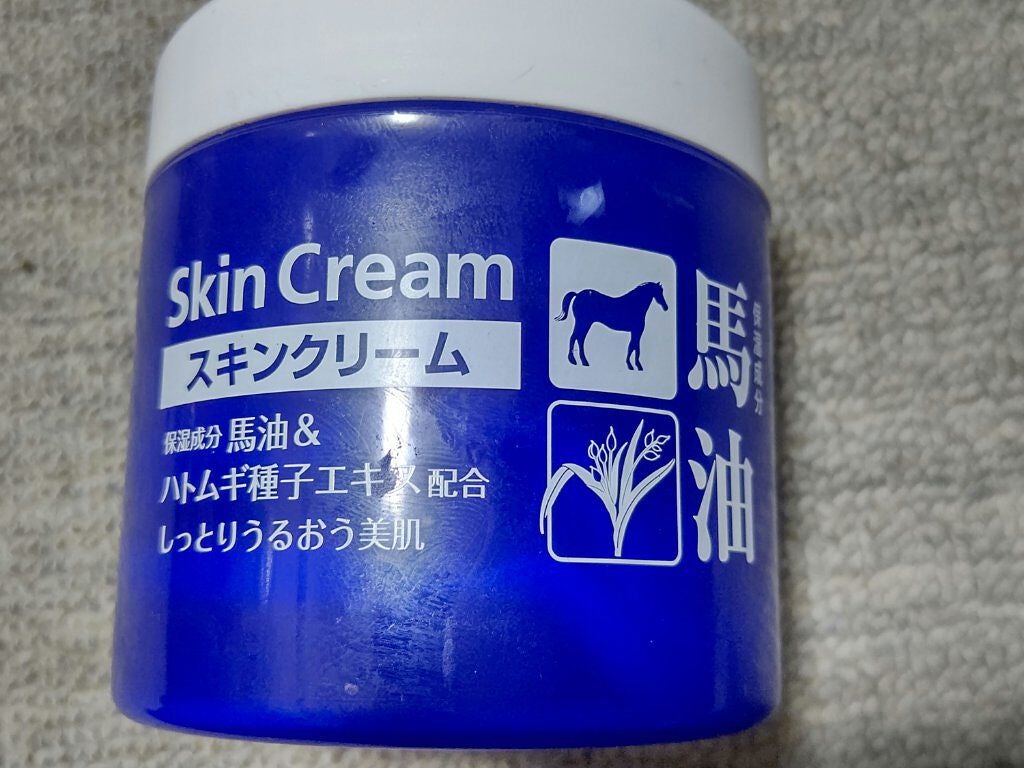 Skin Cream
スキンクリーム
保湿成分 馬油&
ハトムギ種子エキス 配合
しっとりうるおう美肌
保湿成分
馬油